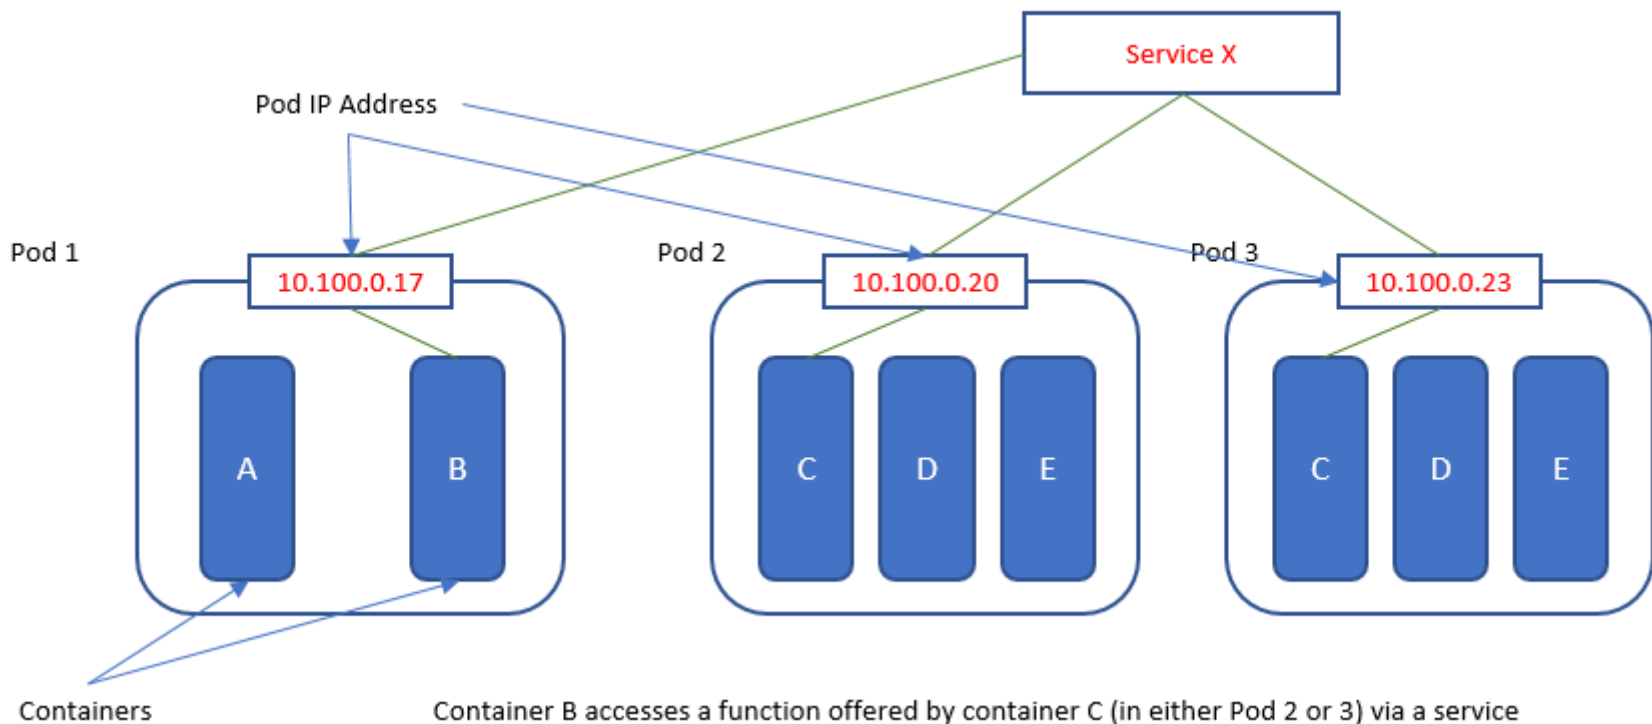 Service X
Pod IP Address
Pod 1
Pod 2
Pod 3
10.100.0.17
10.100.0.20
10.100.0.23
A
B
C
D
E
C
D
E
Containers
Container B accesses a function offered by container C (in either Pod 2 or 3) via a service